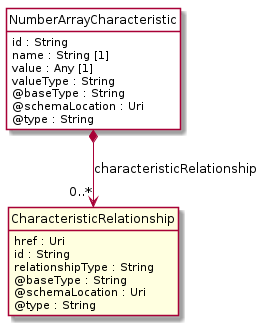 NumberArrayCharacteristic
id : String
name : String [1]
value : Any [1]
valueType : String
@baseType : String
@schemaLocation : Uri
@type : String
characteristicRelationship
0..*
CharacteristicRelationship
href : Uri
id : String
relationshipType : String
@baseType : String
@schemaLocation : Uri
@type : String